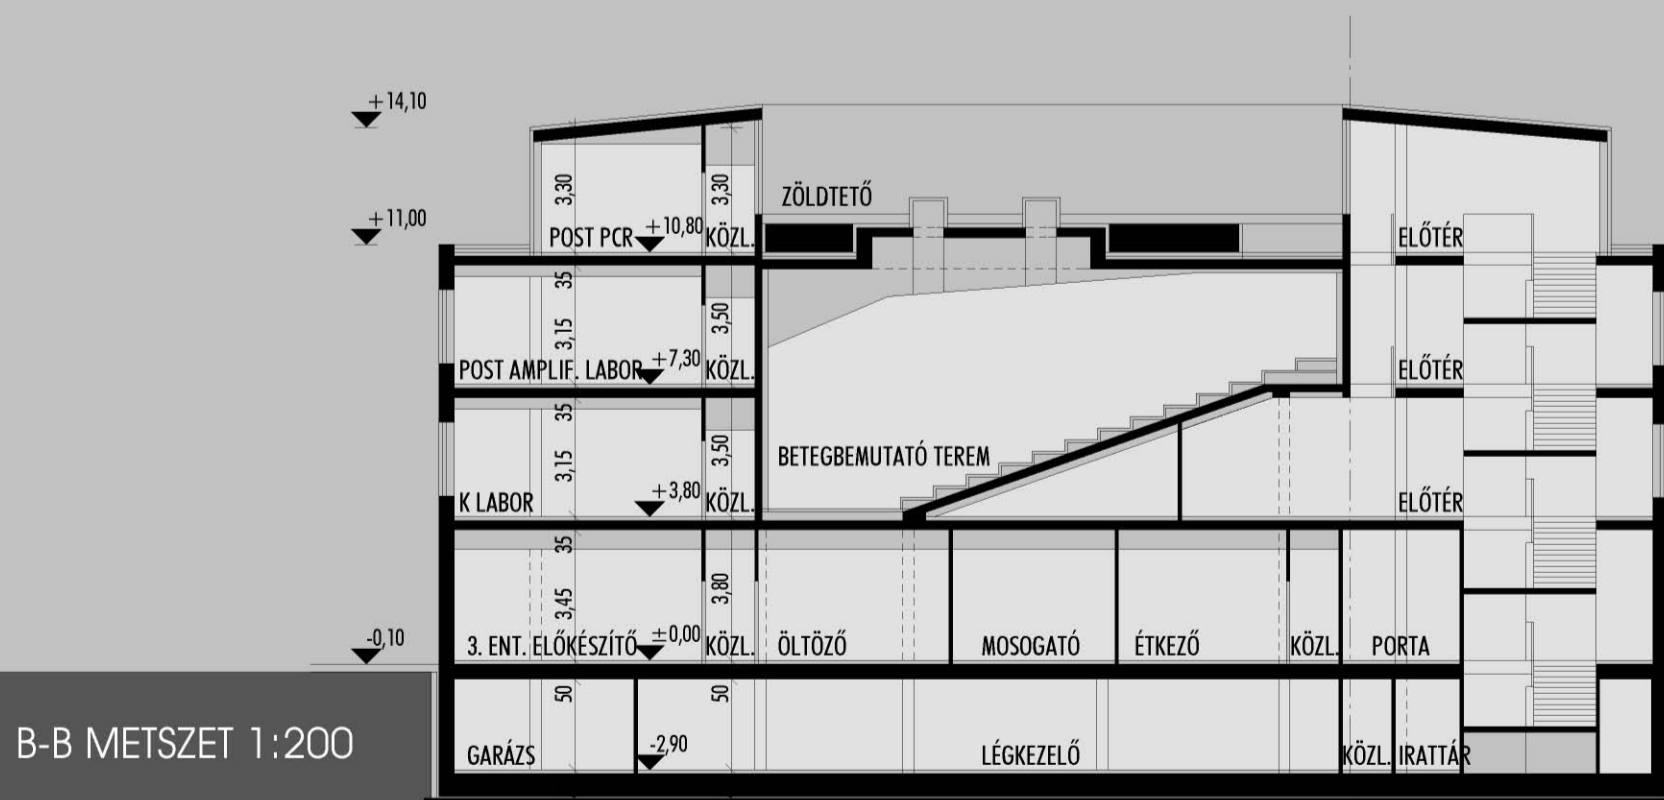 +14,10
ZÖLDTETŐ
3,30
3,30
+11,00
POST PCR
+10,80
KÖZL.
ELŐTÉR
35
3,15
3,50
POST AMPLIF. LABOR
+7,30
KÖZL.
ELŐTÉR
35
3,15
3,50
BETEGBEMUTATÓ TEREM
K LABOR
+3,80
KÖZL.
ELŐTÉR
35
3,45
3,80
-0,10
3. ENT. ELŐKÉSZÍTŐ
±0,00
KÖZL.
ÖLTÖZŐ
MOSOGATÓ
ÉTKEZŐ
KÖZL.
PORTA
50
50
B-B METSZET 1:200
GARÁZS
-2,90
LÉGKEZELŐ
KÖZL.
IRATTÁR